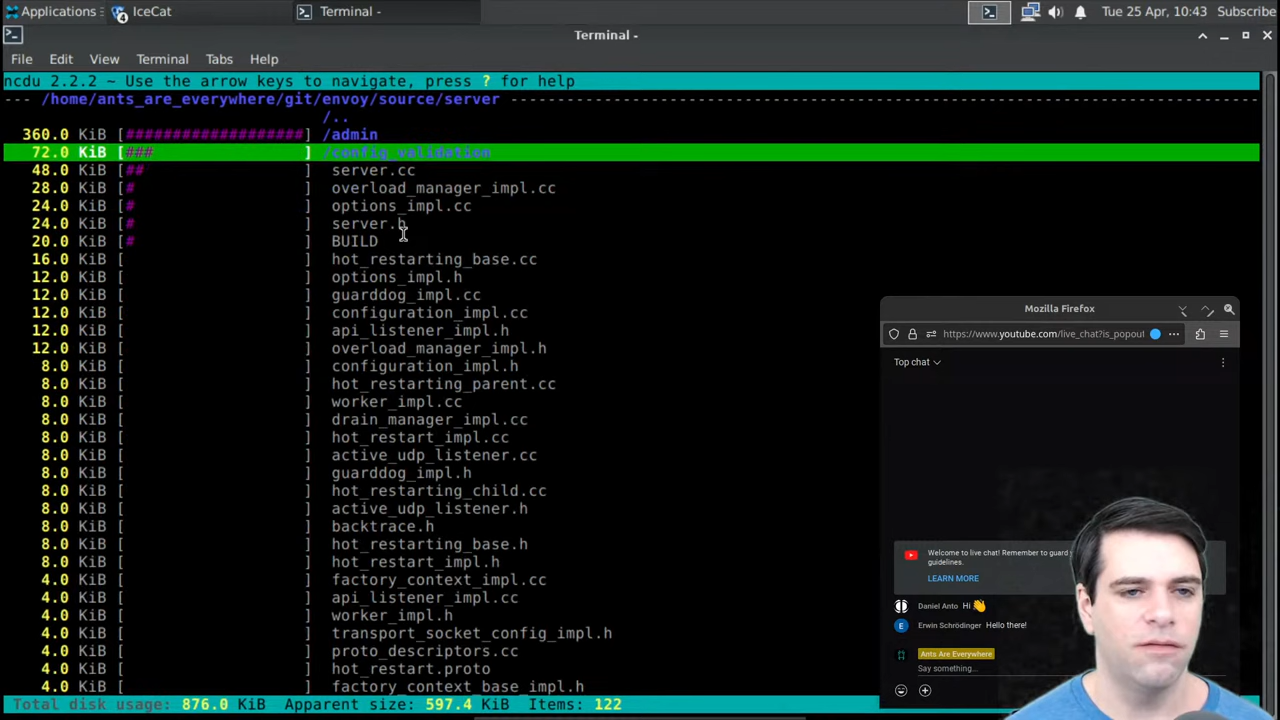 Applications
4 IceCat
Terminal -
Tue 25 Apr, 10:43 Subscribe
Terminal -
File Edit View Terminal Tabs Help
ncdu 2.2.2 ~ Use the arrow keys to navigate, press ? for help
--- /home/ants_are_everywhere/git/envoy/source/server ---
/..
360.0 KiB [###################] /admin
72.0 KiB [### ] /config_validation
48.0 KiB [## ] server.cc
28.0 KiB [# ] overload_manager_impl.cc
24.0 KiB [# ] options_impl.cc
24.0 KiB [# ] server.h
20.0 KiB [# ] BUILD
16.0 KiB [ ] hot_restarting_base.cc
12.0 KiB [ ] options_impl.h
12.0 KiB [ ] guarddog_impl.cc
12.0 KiB [ ] configuration_impl.cc
12.0 KiB [ ] api_listener_impl.h
12.0 KiB [ ] overload_manager_impl.h
8.0 KiB [ ] configuration_impl.h
8.0 KiB [ ] hot_restarting_parent.cc
8.0 KiB [ ] worker_impl.cc
8.0 KiB [ ] drain_manager_impl.cc
8.0 KiB [ ] hot_restart_impl.cc
8.0 KiB [ ] active_udp_listener.cc
8.0 KiB [ ] guarddog_impl.h
8.0 KiB [ ] hot_restarting_child.cc
8.0 KiB [ ] active_udp_listener.h
8.0 KiB [ ] backtrace.h
8.0 KiB [ ] hot_restarting_base.h
8.0 KiB [ ] hot_restart_impl.h
4.0 KiB [ ] factory_context_impl.cc
4.0 KiB [ ] api_listener_impl.cc
4.0 KiB [ ] worker_impl.h
4.0 KiB [ ] transport_socket_config_impl.h
4.0 KiB [ ] proto_descriptors.cc
4.0 KiB [ ] hot_restart.proto
4.0 KiB [ ] factory_context_base_impl.h
Total disk usage: 876.0 KiB Apparent size: 597.4 KiB Items: 122
Mozilla Firefox
https://www.youtube.com/live_chat?is_popout
Top chat
Welcome to live chat! Remember to guard
guidelines.
LEARN MORE
Daniel Anto Hi 👋
E Erwin Schrödinger Hello there!
Ants Are Everywhere
Say something...